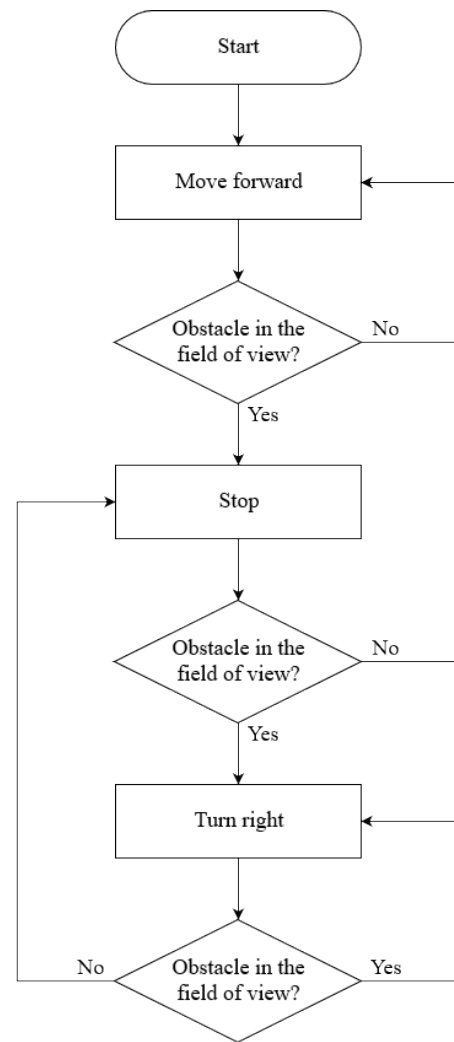 Start
Move forward
Obstacle in the
field of view?
No
Yes
Stop
Obstacle in the
field of view?
No
Yes
Turn right
No
Obstacle in the
field of view?
Yes